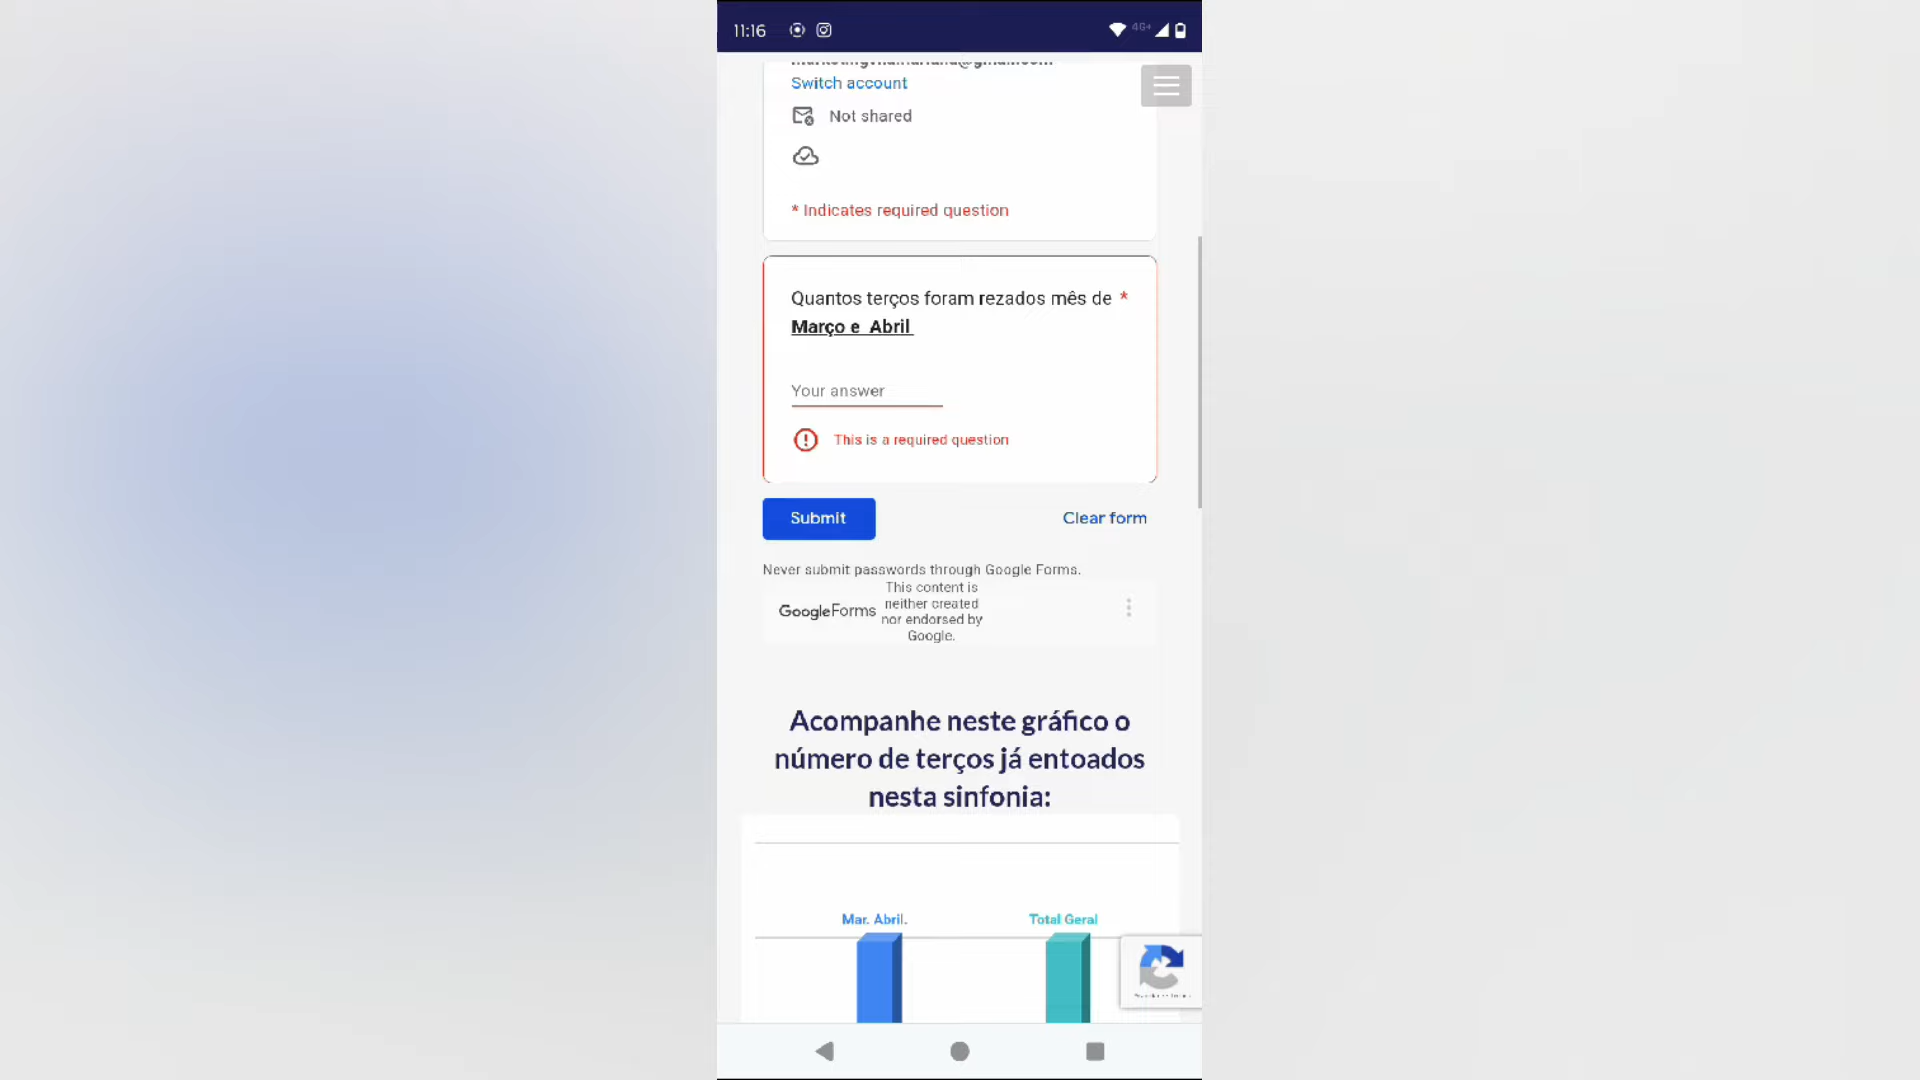 11:16
4G+
Switch account
Not shared
* Indicates required question
Quantos terços foram rezados mês de *
Março e Abril
Your answer
This is a required question
Submit
Clear form
Never submit passwords through Google Forms.
This content is
neither created
nor endorsed by
Google.
Google Forms
Acompanhe neste gráfico o
número de terços já entoados
nesta sinfonia:
Mar. Abril.
Total Geral